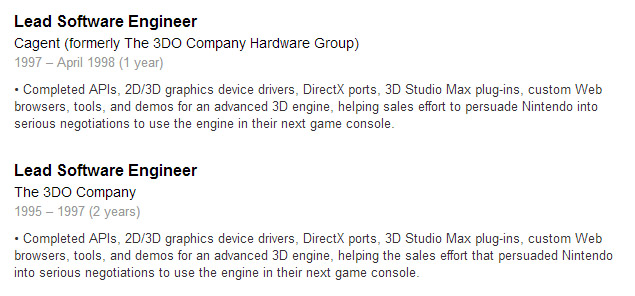 Lead Software Engineer
Cagent (formerly The 3DO Company Hardware Group)
1997 – April 1998 (1 year)
• Completed APIs, 2D/3D graphics device drivers, DirectX ports, 3D Studio Max plug-ins, custom Web
browsers, tools, and demos for an advanced 3D engine, helping sales effort to persuade Nintendo into
serious negotiations to use the engine in their next game console.
Lead Software Engineer
The 3DO Company
1995 – 1997 (2 years)
• Completed APIs, 2D/3D graphics device drivers, DirectX ports, 3D Studio Max plug-ins, custom Web
browsers, tools, and demos for an advanced 3D engine, helping the sales effort that persuaded Nintendo
into serious negotiations to use the engine in their next game console.